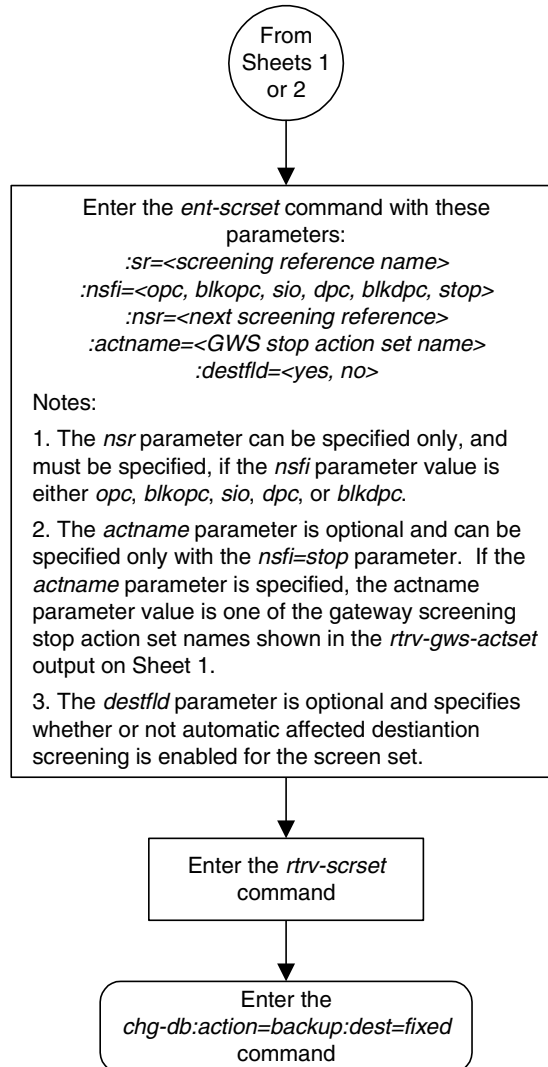 From
Sheets 1
or 2
Enter the ent-scrset command with these
parameters:
:sr=<screening reference name>
:nsfi=<opc, blkopc, sio, dpc, blkdpc, stop>
:nsr=<next screening reference>
:actname=<GWS stop action set name>
:destfld=<yes, no>
Notes:
1. The nsr parameter can be specified only, and
must be specified, if the nsfi parameter value is
either opc, blkopc, sio, dpc, or blkdpc.
2. The actname parameter is optional and can be
specified only with the nsfi=stop parameter.  If the
actname parameter is specified, the actname
parameter value is one of the gateway screening
stop action set names shown in the rtrv-gws-actset
output on Sheet 1.
3. The destfld parameter is optional and specifies
whether or not automatic affected destiantion
screening is enabled for the screen set.
Enter the rtrv-scrset
command
Enter the
chg-db:action=backup:dest=fixed
command